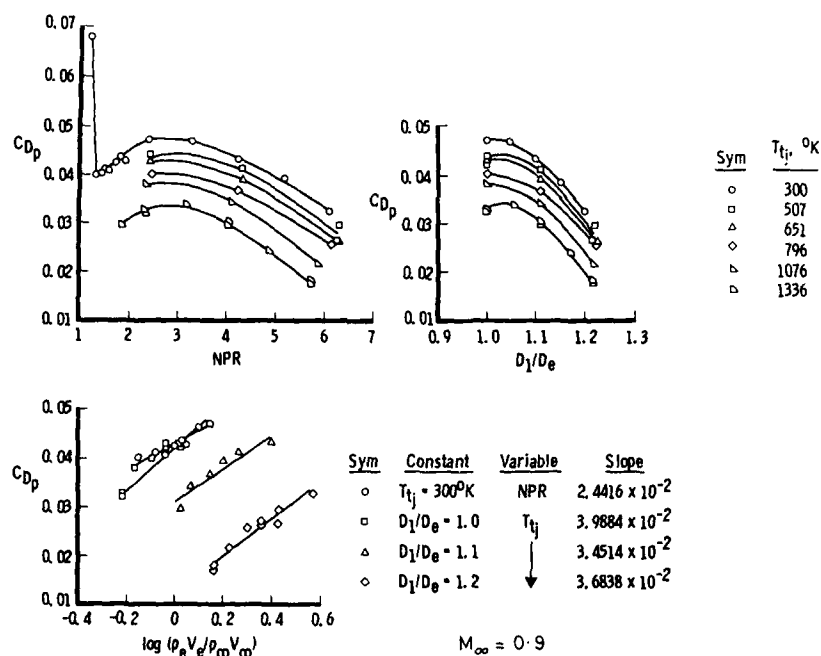 0.07
0.06
0.05
C_Dp
0.04
0.03
0.02
0.01
1 2 3 4 5 6 7
NPR
0.05
0.04
C_Dp
0.03
0.02
0.01
0.9 1.0 1.1 1.2 1.3
D_1/D_e
Sym T_tj, °K
300
507
651
796
1076
1336
0.05
0.04
C_Dp
0.03
0.02
0.01
-0.4 -0.2 0 0.2 0.4 0.6
log (ρ_e V_e/ρ_∞ V_∞)
Sym Constant Variable Slope
T_tj = 300°K NPR 2.4416 x 10^-2
D_1/D_e = 1.0 T_tj 3.9884 x 10^-2
D_1/D_e = 1.1 3.4514 x 10^-2
D_1/D_e = 1.2 3.6838 x 10^-2
M_∞ = 0.9